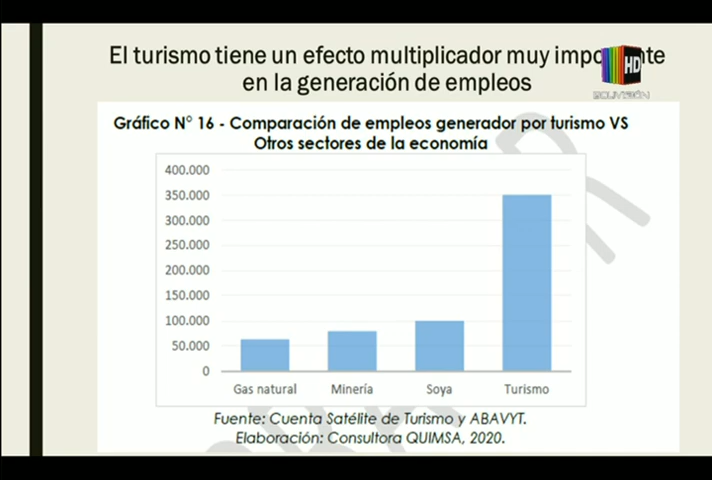 El turismo tiene un efecto multiplicador muy
en la generación de empleos
HD
BOLIVISIÓN
Gráfico N° 16 - Comparación de empleos generador por turismo VS
Otros sectores de la economía
400.000
350.000
300.000
250.000
200.000
150.000
100.000
50.000
0
Gas natural Minería Soya Turismo
Fuente: Cuenta Satélite de Turismo y ABAVYT.
Elaboración: Consultora QUIMSA, 2020.